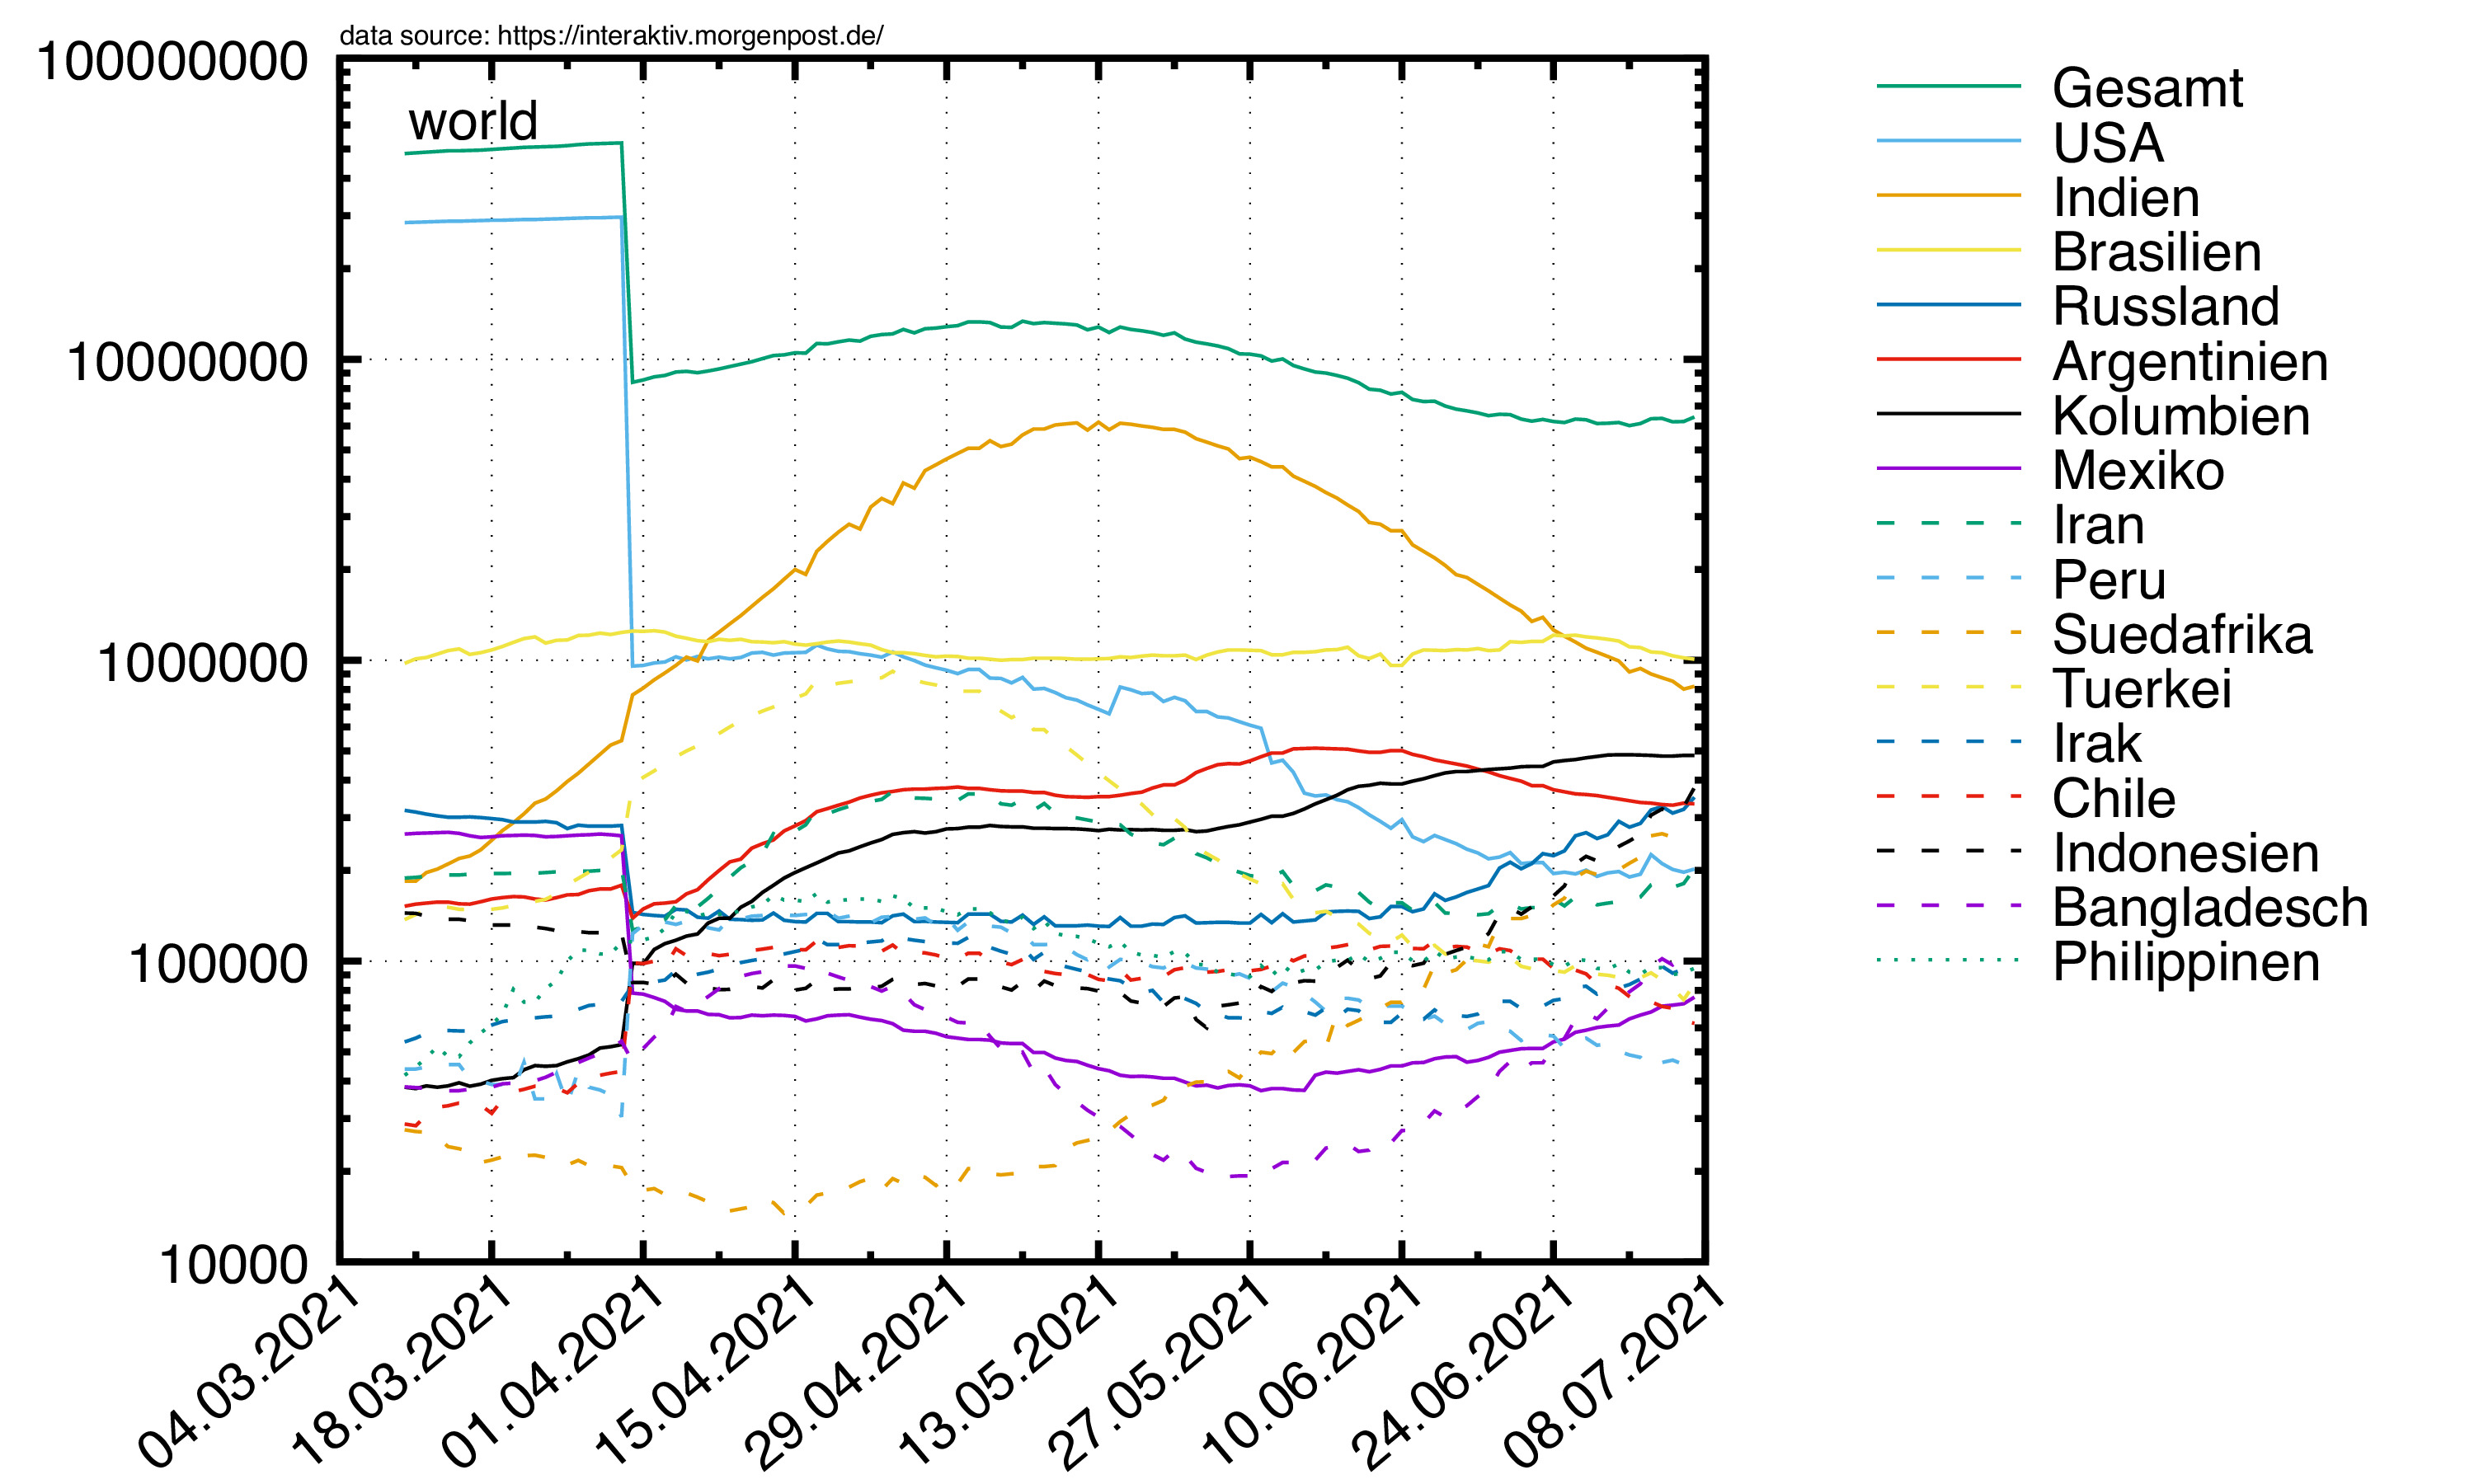 data source: https://interaktiv.morgenpost.de/
world
100000000
10000000
1000000
100000
10000
04.03.2021
18.03.2021
01.04.2021
15.04.2021
29.04.2021
13.05.2021
27.05.2021
10.06.2021
24.06.2021
08.07.2021
Gesamt
USA
Indien
Brasilien
Russland
Argentinien
Kolumbien
Mexiko
Iran
Peru
Suedafrika
Tuerkei
Irak
Chile
Indonesien
Bangladesch
Philippinen